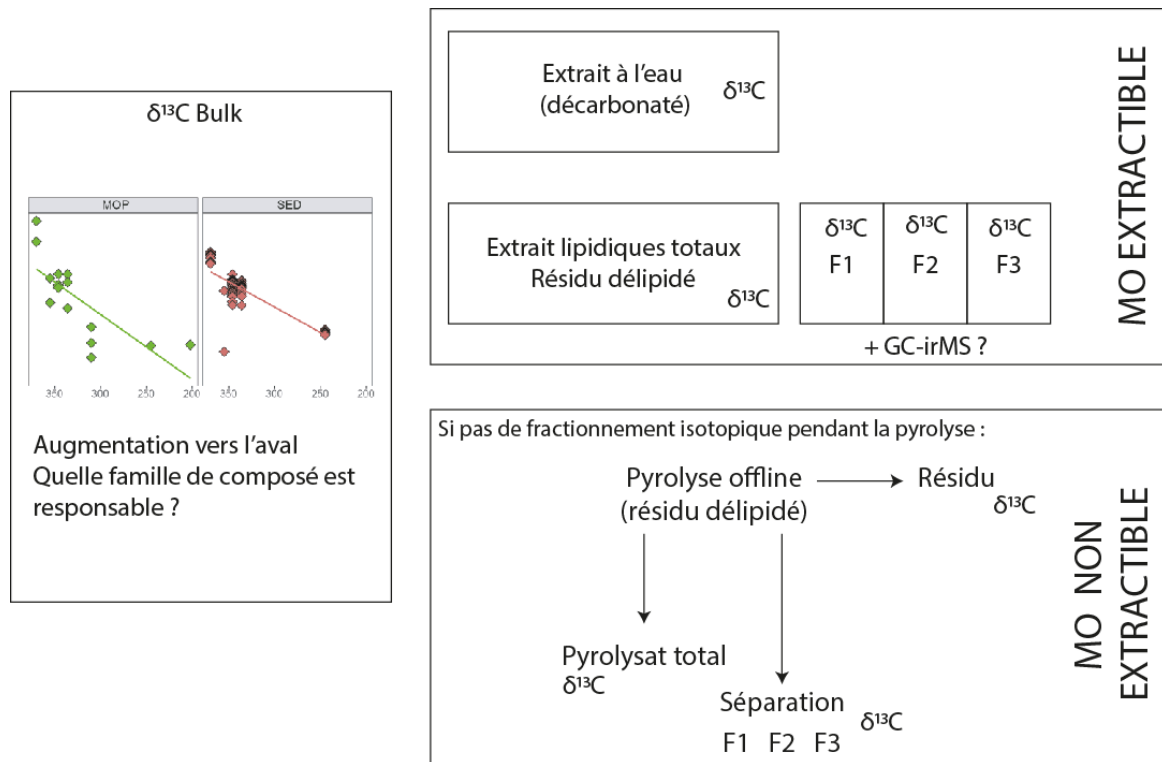 δ¹³C Bulk
MOP SED
350 300 250 200 350 300 250 200
Augmentation vers l'aval
Quelle famille de composé est
responsable ?
Extrait à l'eau
(décarbonaté)
δ¹³C
Extrait lipidiques totaux
Résidu délipidé
δ¹³C
δ¹³C δ¹³C δ¹³C
F1 F2 F3
+ GC-irMS ?
MO EXTRACTIBLE
Si pas de fractionnement isotopique pendant la pyrolyse :
Pyrolyse offline
(résidu délipidé)
Résidu
δ¹³C
Pyrolysat total
δ¹³C
Séparation
δ¹³C
F1 F2 F3
MO NON
EXTRACTIBLE